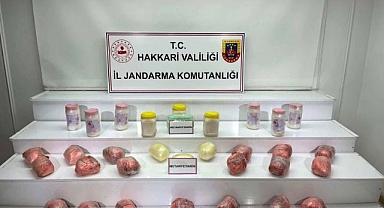 T.C.
HAKKARİ VALİLİĞİ
İL JANDARMA KOMUTANLIĞI
METAMFETAMİN